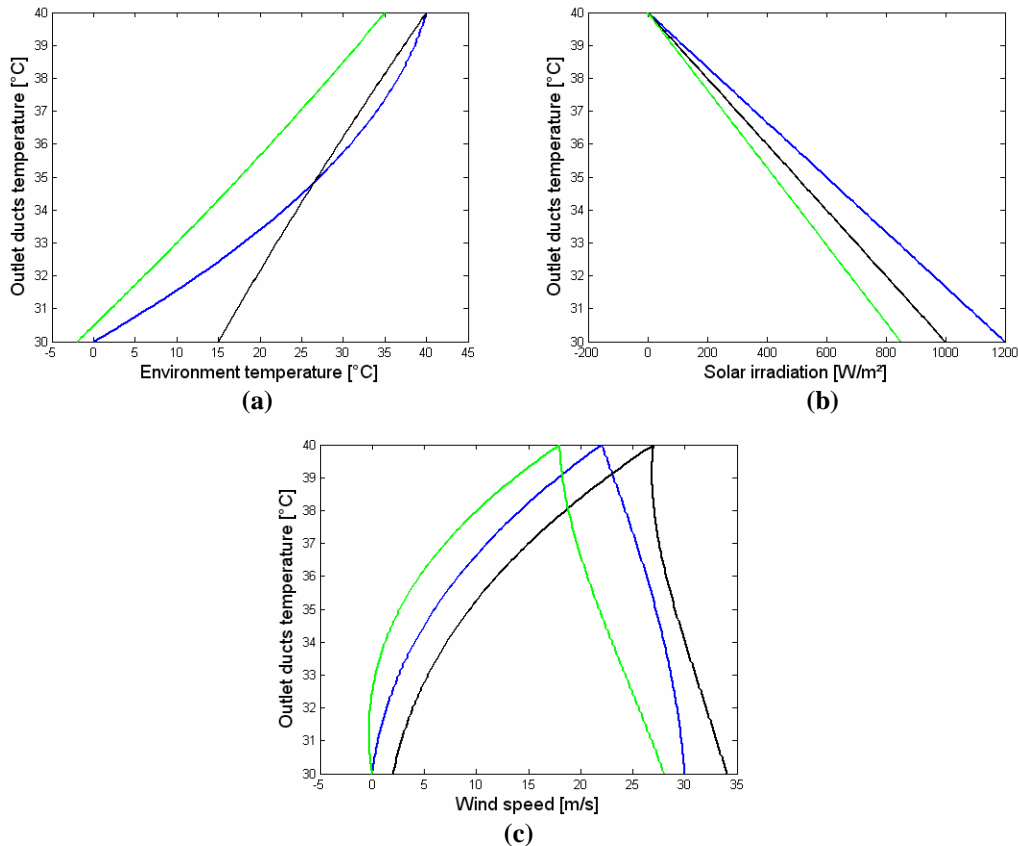 40
39
38
37
36
35
34
33
32
31
30
Outlet ducts temperature [°C]
-5 0 5 10 15 20 25 30 35 40 45
Environment temperature [°C]
(a)
40
39
38
37
36
35
34
33
32
31
30
Outlet ducts temperature [°C]
-200 0 200 400 600 800 1000 1200
Solar irradiation [W/m²]
(b)
40
39
38
37
36
35
34
33
32
31
30
Outlet ducts temperature [°C]
-5 0 5 10 15 20 25 30 35
Wind speed [m/s]
(c)